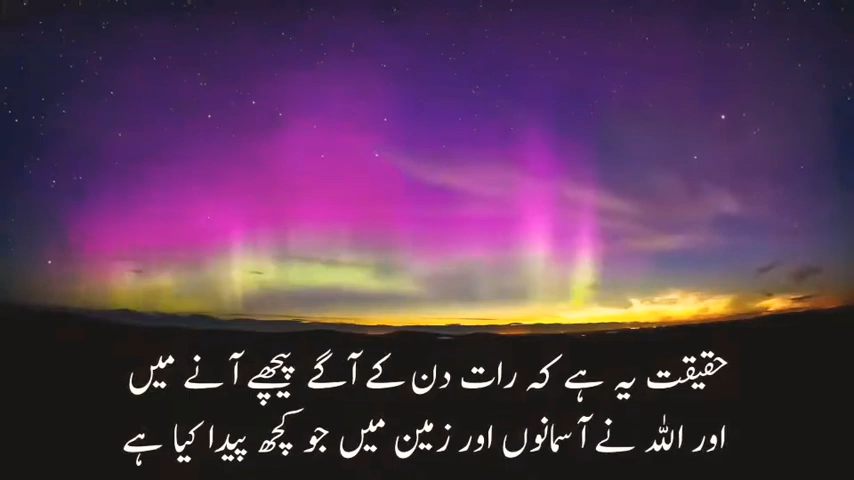 حقیقت یہ ہے کہ رات دن کے آگے پیچھے آنے میں
اور اللہ نے آسمانوں اور زمین میں جو کچھ پیدا کیا ہے